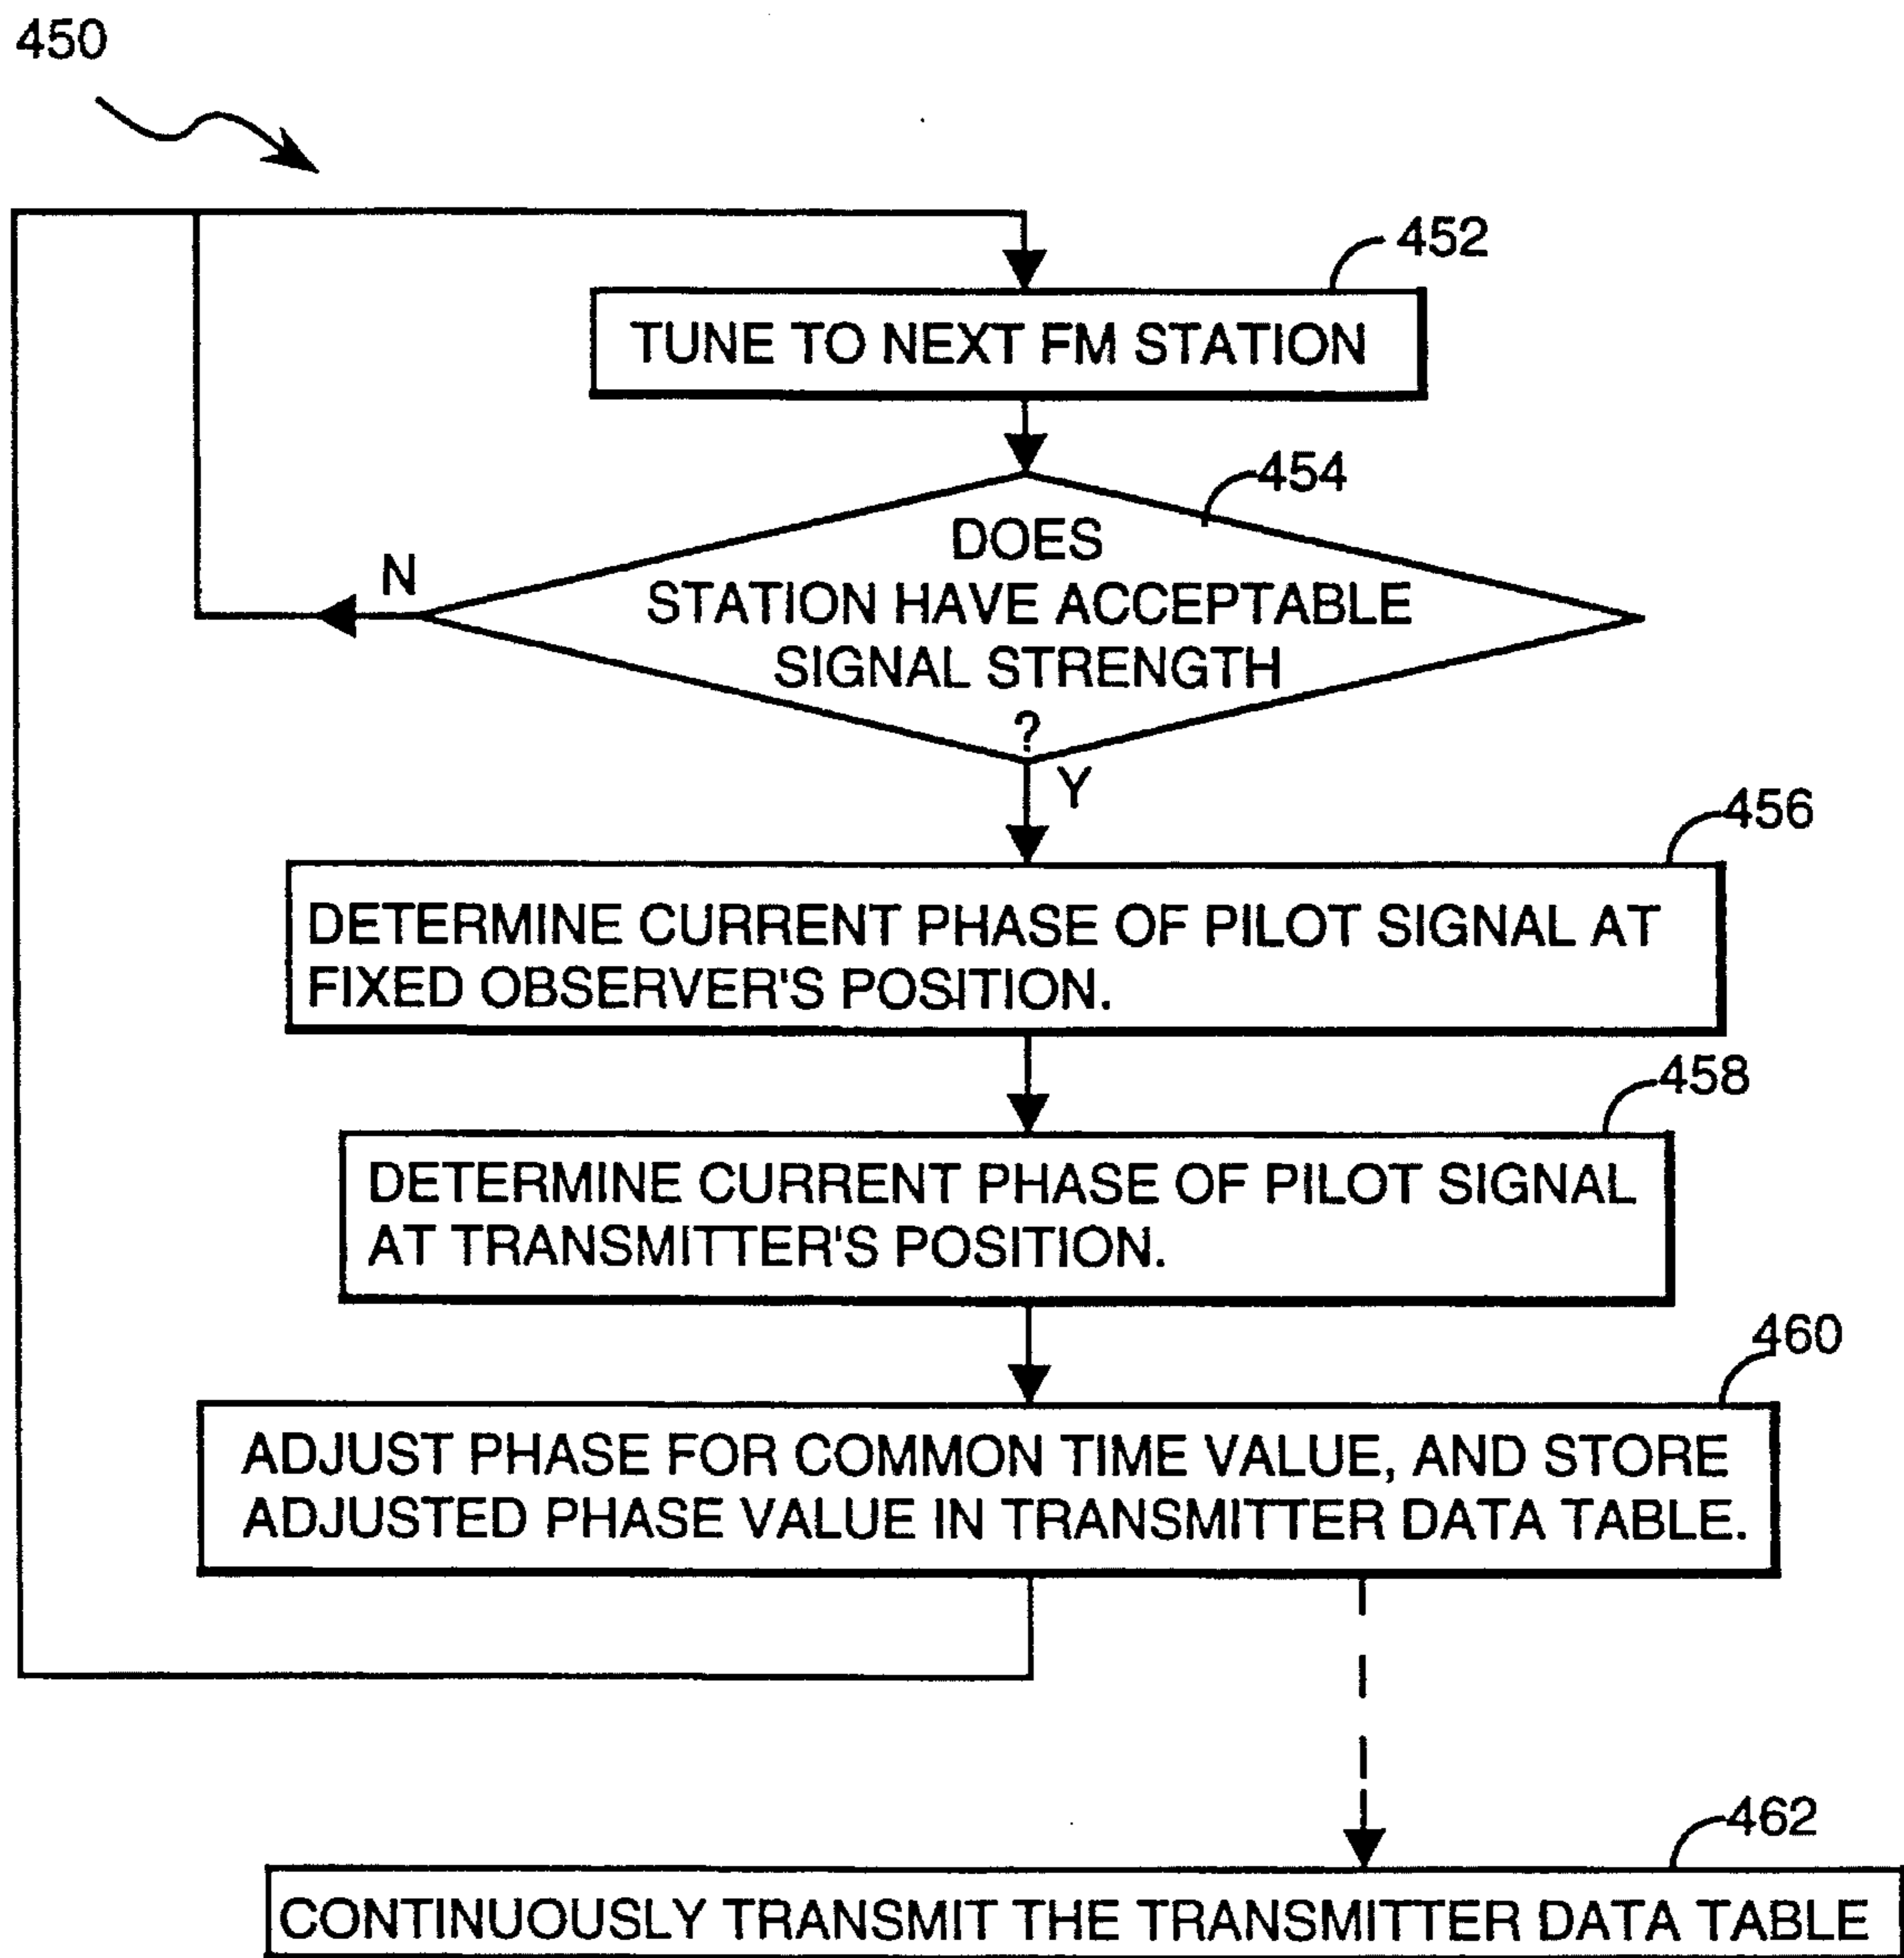 450
452
TUNE TO NEXT FM STATION
454
DOES
STATION HAVE ACCEPTABLE
SIGNAL STRENGTH
?
N
Y
456
DETERMINE CURRENT PHASE OF PILOT SIGNAL AT
FIXED OBSERVER'S POSITION.
458
DETERMINE CURRENT PHASE OF PILOT SIGNAL
AT TRANSMITTER'S POSITION.
460
ADJUST PHASE FOR COMMON TIME VALUE, AND STORE
ADJUSTED PHASE VALUE IN TRANSMITTER DATA TABLE.
462
CONTINUOUSLY TRANSMIT THE TRANSMITTER DATA TABLE